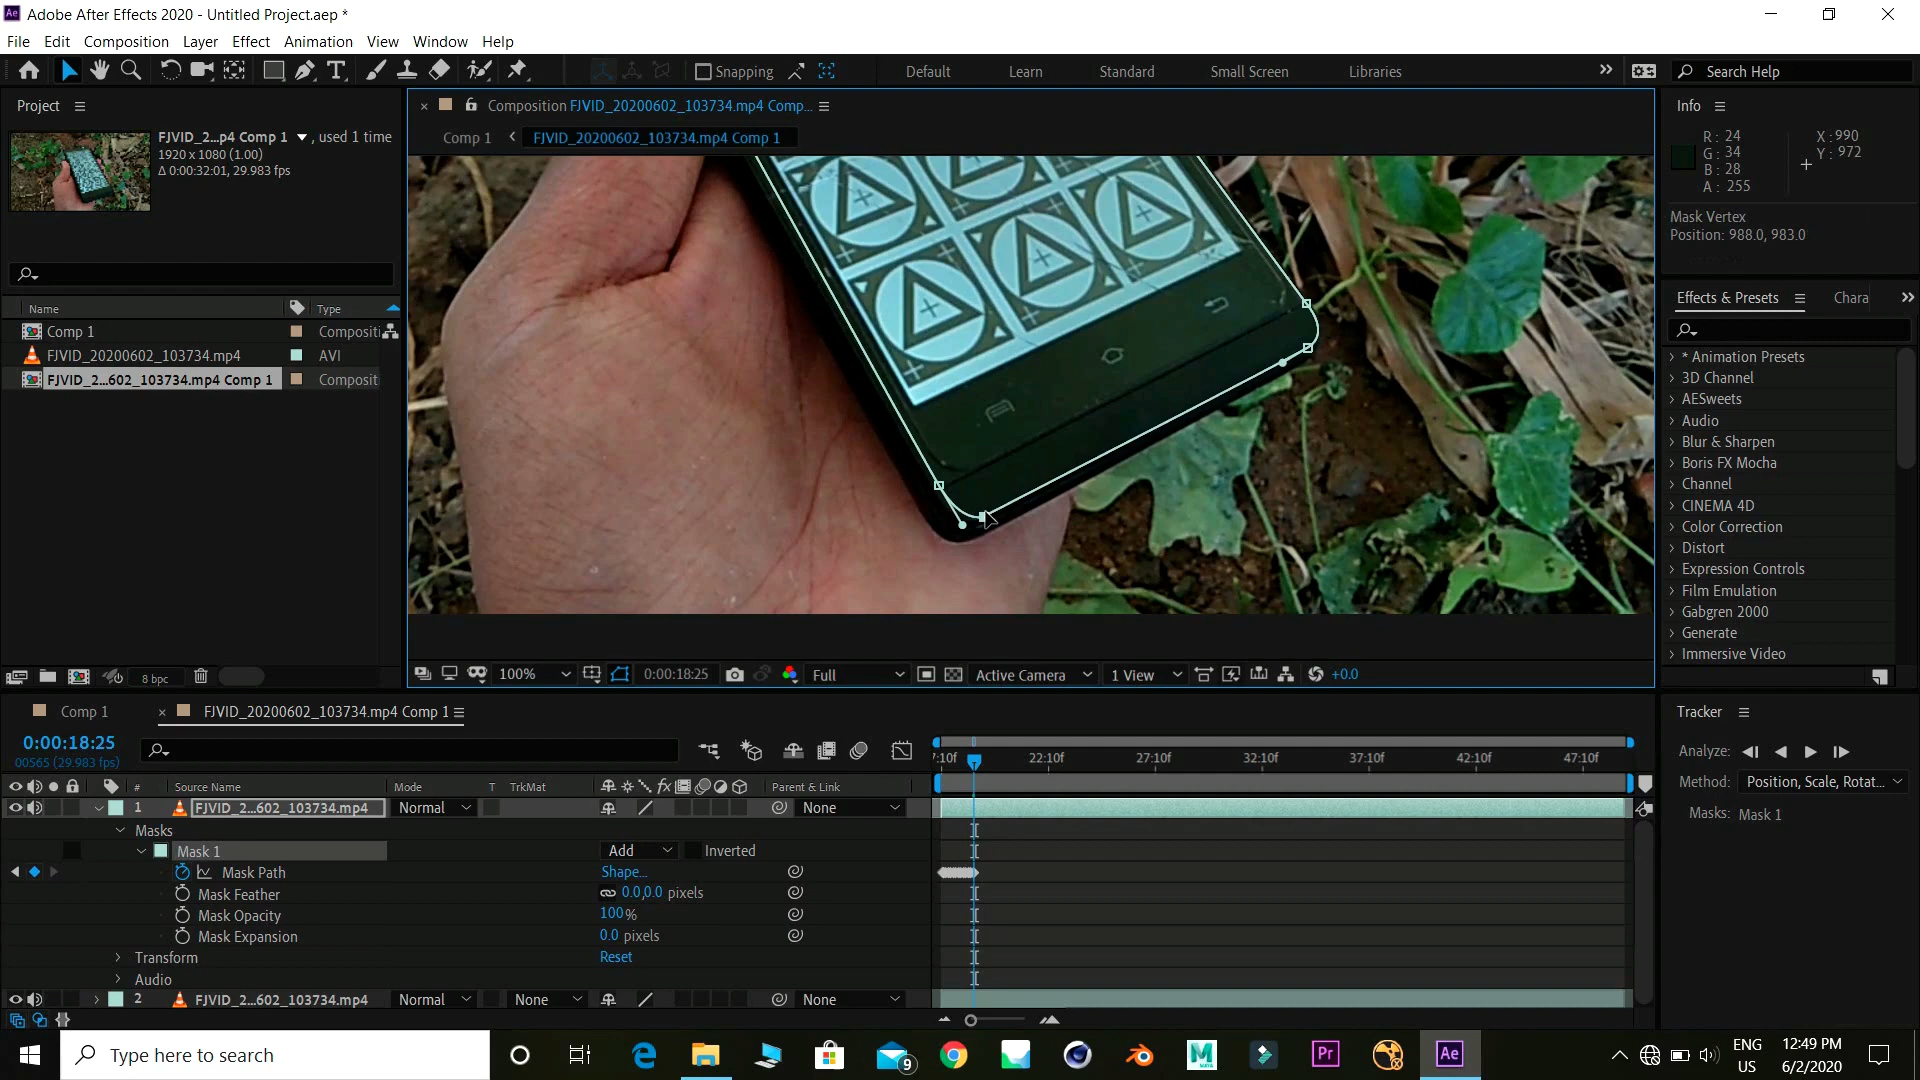 Adobe After Effects 2020 - Untitled Project.aep *
File Edit Composition Layer Effect Animation View Window Help
Snapping Default Learn Standard Small Screen Libraries Search Help
Project
FJVID_2...p4 Comp 1 , used 1 time
1920 x 1080 (1.00)
Δ 0:00:32:01, 29.983 fps
Name Type
Comp 1 Compositi
FJVID_20200602_103734.mp4 AVI
FJVID_2...602_103734.mp4 Comp 1 Composit
8 bpc
Composition FJVID_20200602_103734.mp4 Comp...
Comp 1 FJVID_20200602_103734.mp4 Comp 1
100% 0:00:18:25 Full Active Camera 1 View +0.0
Info
R: 24
G: 34
B: 28
A: 255
X: 990
Y: 972
Mask Vertex
Position: 988.0, 983.0
Effects & Presets Chara
* Animation Presets
3D Channel
AESweets
Audio
Blur & Sharpen
Boris FX Mocha
Channel
CINEMA 4D
Color Correction
Distort
Expression Controls
Film Emulation
Gabgren 2000
Generate
Immersive Video
Comp 1 FJVID_20200602_103734.mp4 Comp 1
0:00:18:25
00565 (29.983 fps)
:10f 22:10f 27:10f 32:10f 37:10f 42:10f 47:10f
# Source Name Mode T TrkMat Parent & Link
1 FJVID_2...602_103734.mp4 Normal None
Masks
Mask 1 Add Inverted
Mask Path Shape...
Mask Feather 0.0,0.0 pixels
Mask Opacity 100%
Mask Expansion 0.0 pixels
Transform Reset
Audio
2 FJVID_2...602_103734.mp4 Normal None None
Tracker
Analyze:
Method: Position, Scale, Rotat...
Masks: Mask 1
Type here to search
9
MAYA
Pr
Ae
ENG
US
12:49 PM
6/2/2020